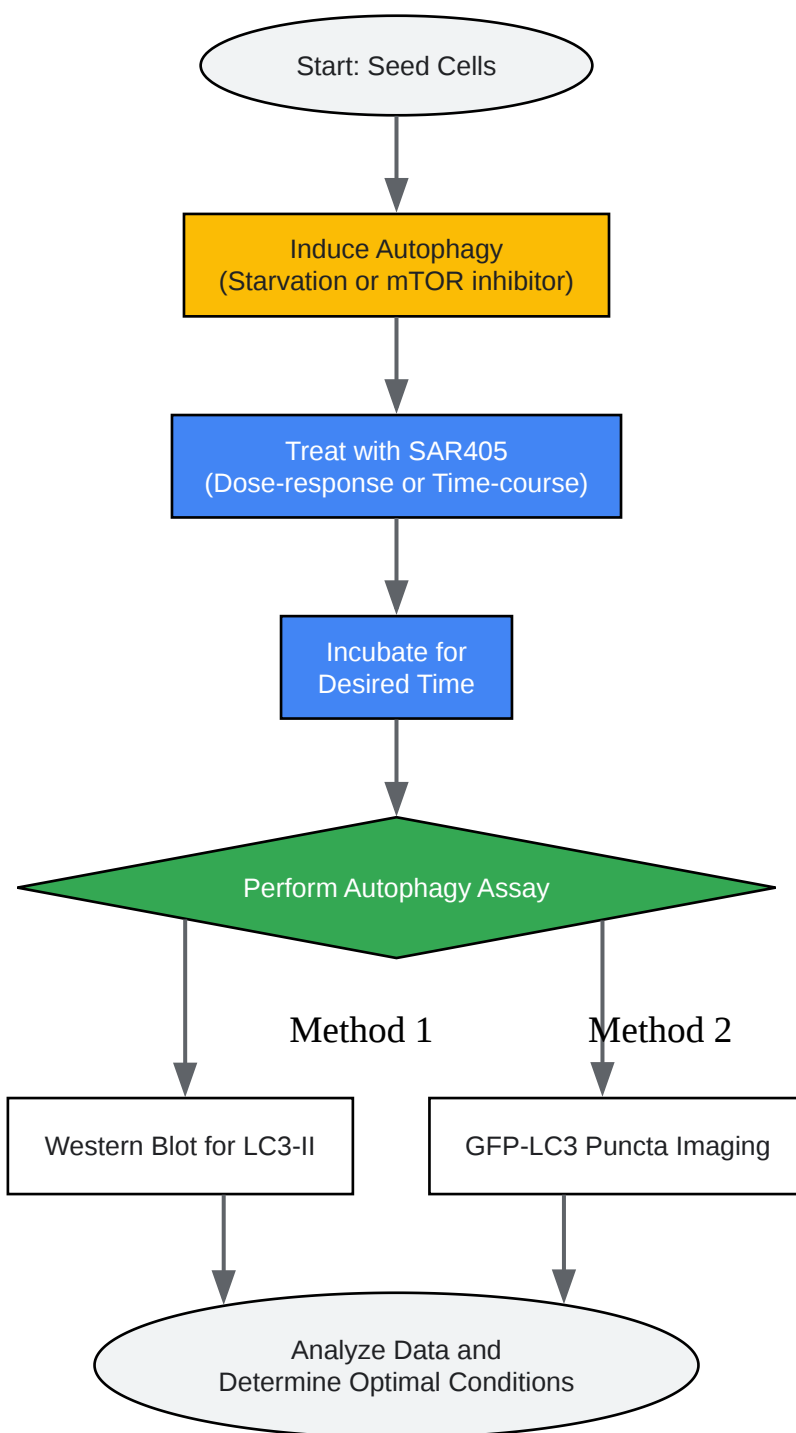 Start: Seed Cells
Induce Autophagy
(Starvation or mTOR inhibitor)
Treat with SAR405
(Dose-response or Time-course)
Incubate for
Desired Time
Perform Autophagy Assay
Method 1
Method 2
Western Blot for LC3-II
GFP-LC3 Puncta Imaging
Analyze Data and
Determine Optimal Conditions